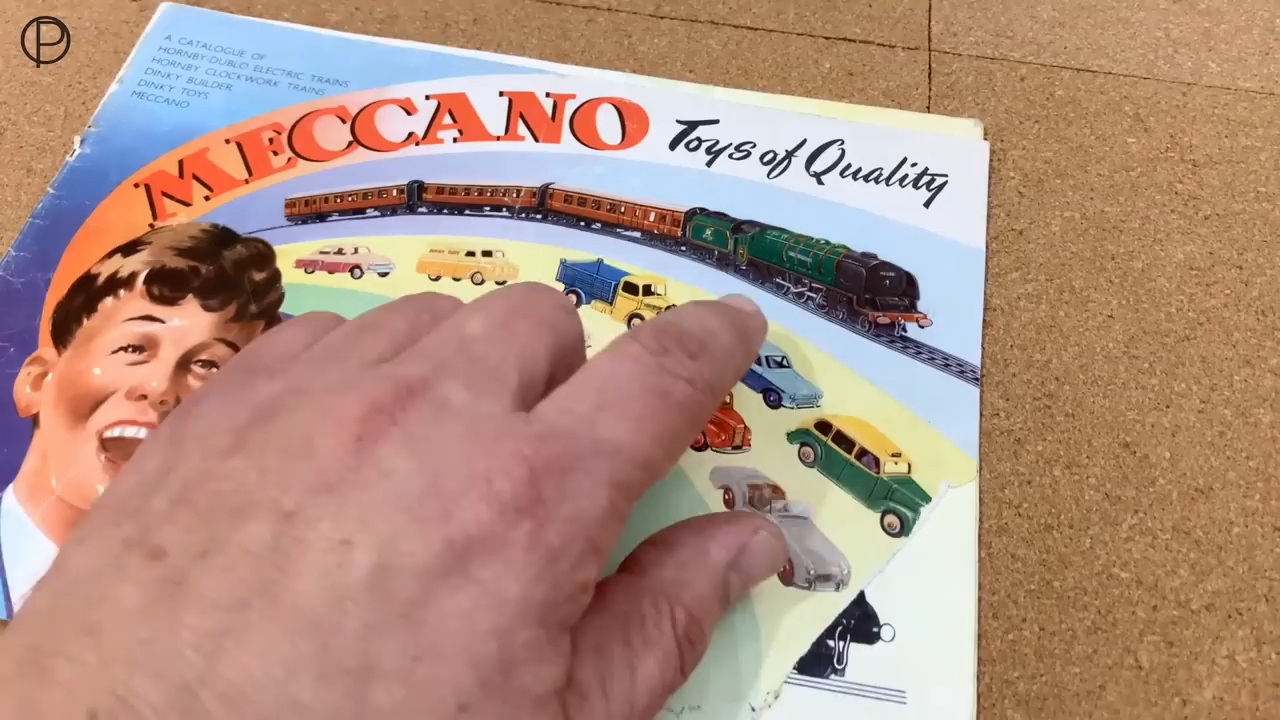 A CATALOGUE OF
HORNBY-DUBLO ELECTRIC TRAINS
HORNBY CLOCKWORK TRAINS
DINKY BUILDER
DINKY TOYS
MECCANO
MECCANO
Toys of Quality